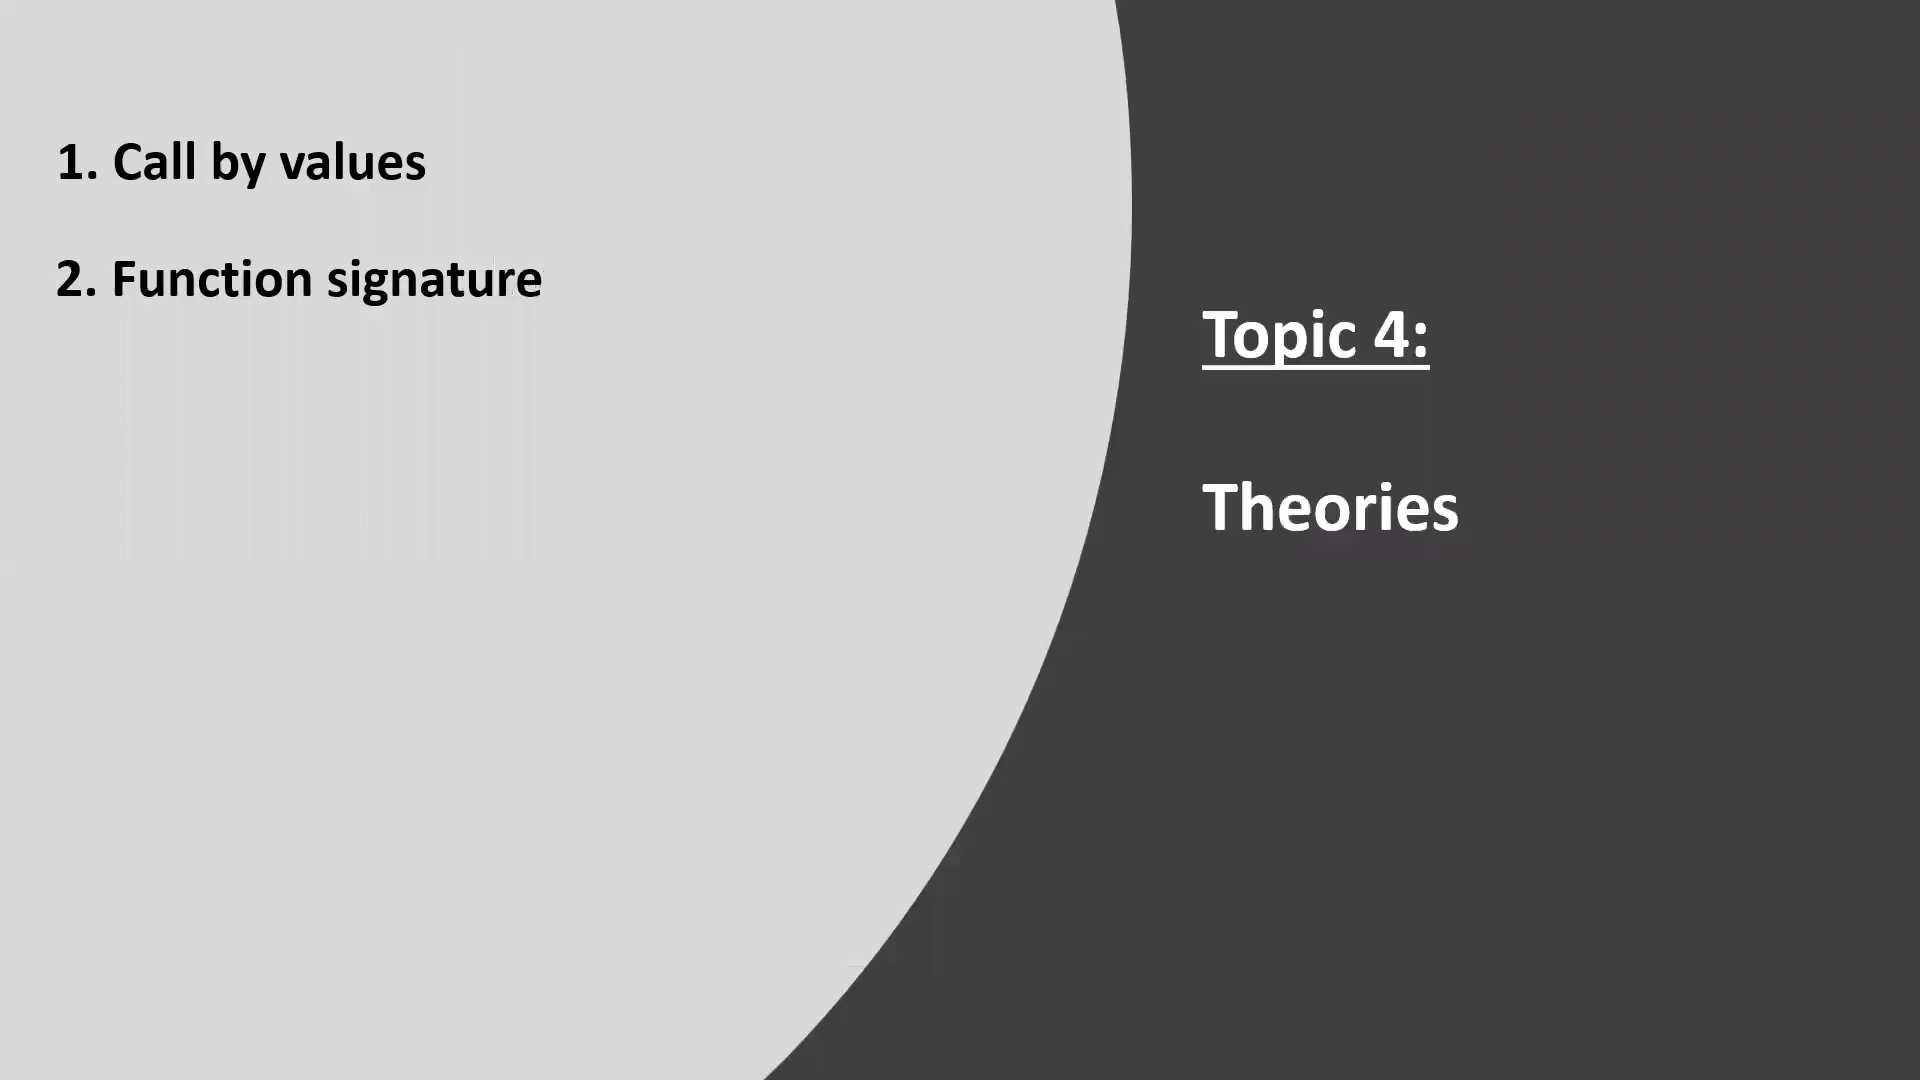 1. Call by values
2. Function signature
Topic 4:
Theories